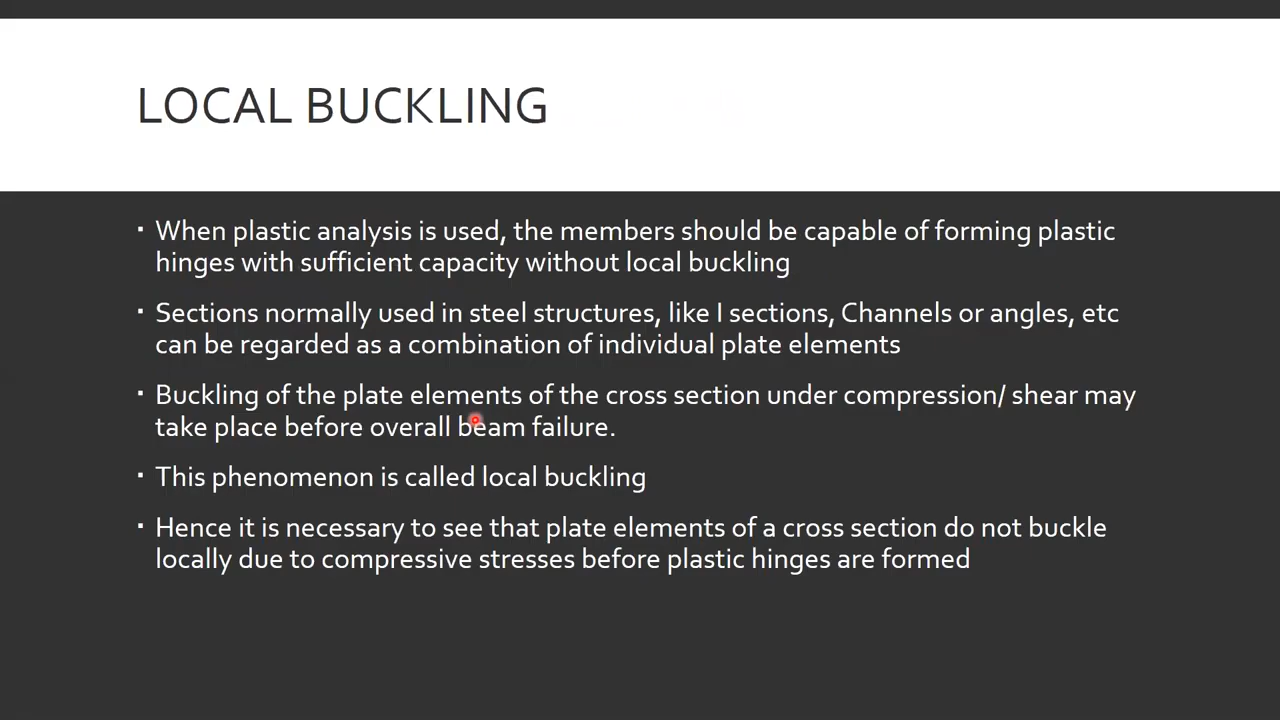 LOCAL BUCKLING
▪ When plastic analysis is used, the members should be capable of forming plastic
hinges with sufficient capacity without local buckling
▪ Sections normally used in steel structures, like I sections, Channels or angles, etc
can be regarded as a combination of individual plate elements
▪ Buckling of the plate elements of the cross section under compression/ shear may
take place before overall beam failure.
▪ This phenomenon is called local buckling
▪ Hence it is necessary to see that plate elements of a cross section do not buckle
locally due to compressive stresses before plastic hinges are formed